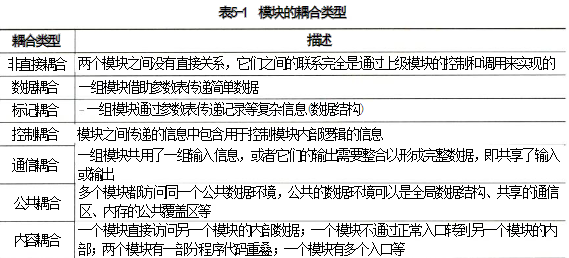 表5-1 模块的耦合类型
耦合类型 描述
非直接耦合 两个模块之间没有直接关系，它们之间的联系完全是通过上级模块的控制和调用来实现的
数据耦合 一组模块借助参数表传递简单数据
标记耦合 一组模块通过参数表传递记录等复杂信息(数据结构)
控制耦合 模块之间传递的信息中包含用于控制模块内部逻辑的信息
通信耦合 一组模块共用了一组输入信息，或者它们的输出需要整合以形成完整数据，即共享了输入
或输出
公共耦合 多个模块都访问同一个公共数据环境，公共的数据环境可以是全局数据结构、共享的通信
区、内存的公共覆盖区等
内容耦合 一个模块直接访问另一个模块的内部数据；一个模块不通过正常入口转到另一个模块的内
部；两个模块有一部分程序代码重叠；一个模块有多个入口等